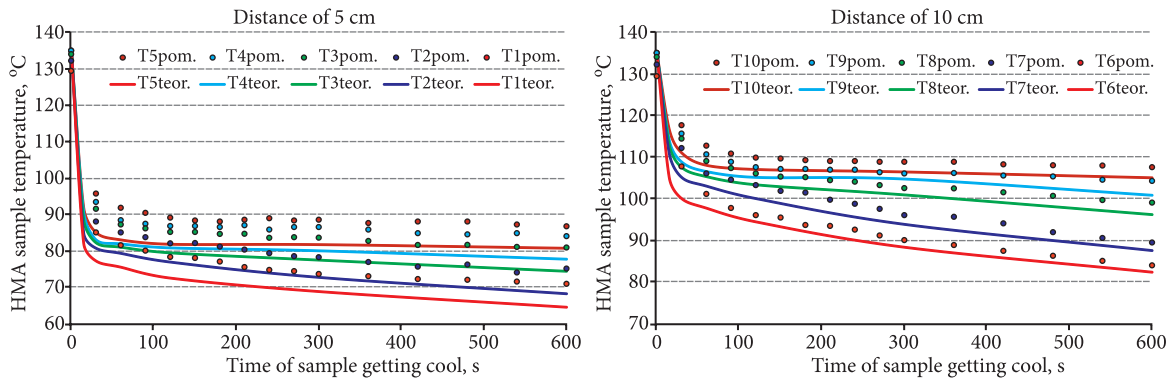 Distance of 5 cm
140
130
120
110
100
90
80
70
60
HMA sample temperature, °C
T5pom. T4pom. T3pom. T2pom. T1pom.
T5teor. T4teor. T3teor. T2teor. T1teor.
0 100 200 300 400 500 600
Time of sample getting cool, s
Distance of 10 cm
140
130
120
110
100
90
80
70
HMA sample temperature, °C
T10pom. T9pom. T8pom. T7pom. T6pom.
T10teor. T9teor. T8teor. T7teor. T6teor.
0 100 200 300 400 500 600
Time of sample getting cool, s